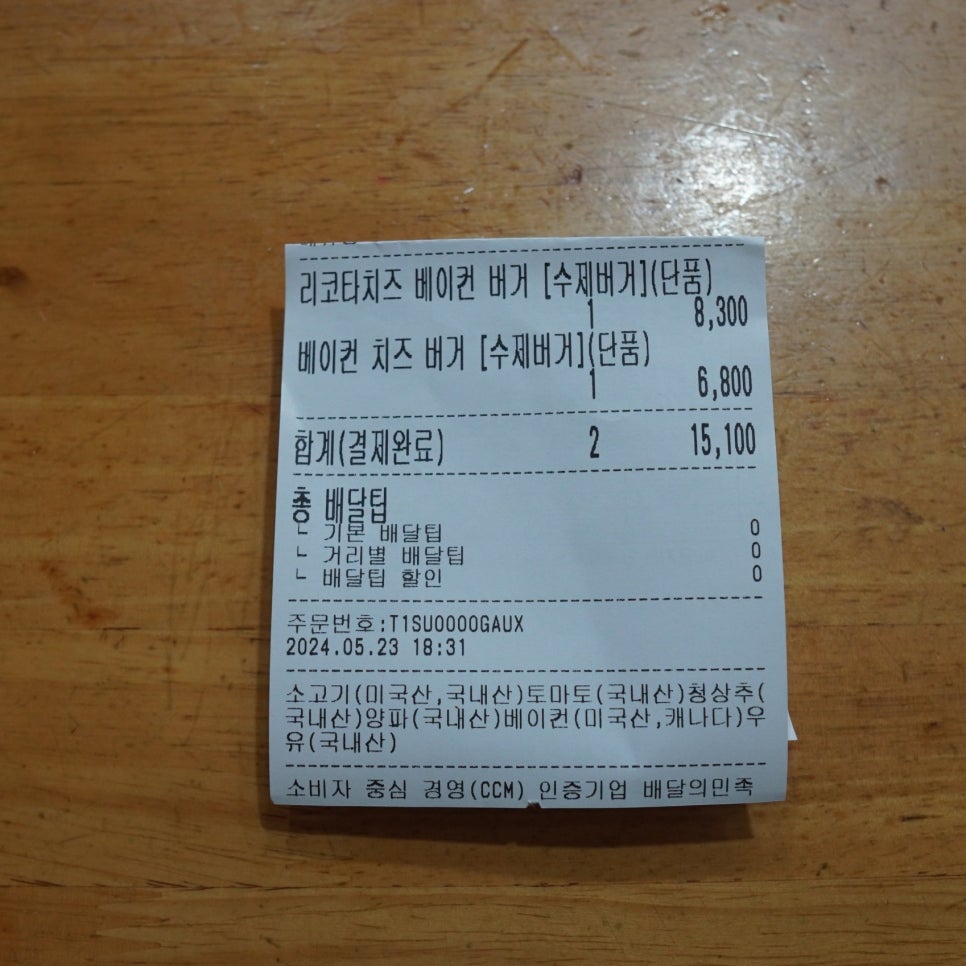 리코타치즈 베이컨 버거 [수제버거](단품)
1 8,300
베이컨 치즈 버거 [수제버거](단품)
1 6,800
합계(결제완료) 2 15,100
총 배달팁
ㄴ 기본 배달팁 0
ㄴ 거리별 배달팁 0
ㄴ 배달팁 할인 0
주문번호:T1SU0000GAUX
2024.05.23 18:31
소고기(미국산,국내산)토마토(국내산)청상추(
국내산)양파(국내산)베이컨(미국산,캐나다)우
유(국내산)
소비자 중심 경영(CCM) 인증기업 배달의민족